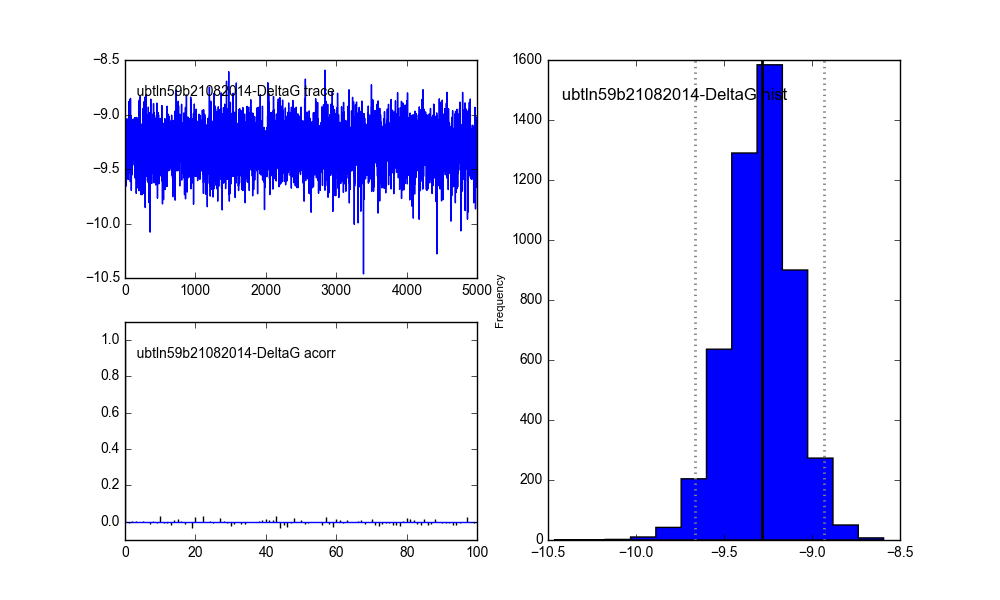 −8.5
−9.0
−9.5
−10.0
−10.5
ubtln59b21082014-DeltaG trace
0 1000 2000 3000 4000 5000
1.0
0.8
0.6
0.4
0.2
0.0
ubtln59b21082014-DeltaG acorr
0 20 40 60 80 100
Frequency
1600
1400
1200
1000
800
600
400
200
0
ubtln59b21082014-DeltaG hist
−10.5 −10.0 −9.5 −9.0 −8.5